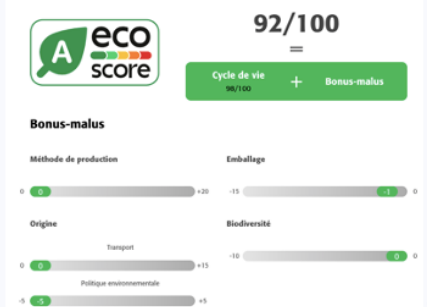 A
eco
score
92/100
=
Cycle de vie
98/100
+
Bonus-malus
Bonus-malus
Méthode de production
0
0
+20
Emballage
-15
-1
0
Origine
Transport
0
0
+15
Politique environnementale
-5
-5
+5
Biodiversité
-10
0
0